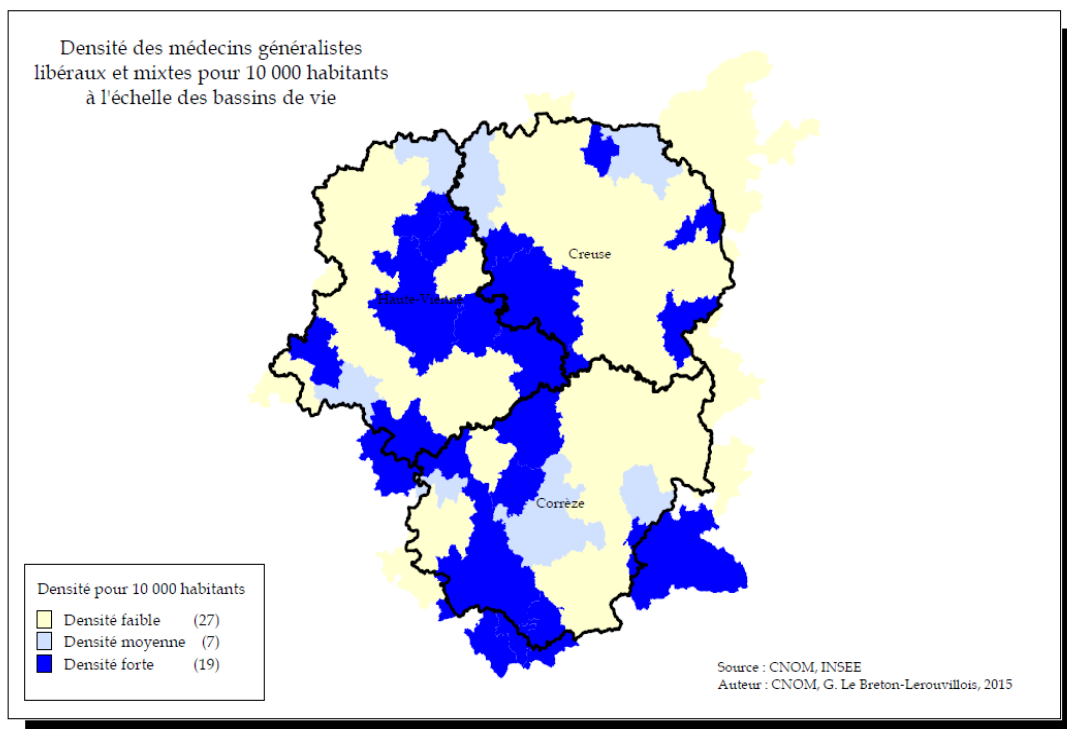 Densité des médecins généralistes
libéraux et mixtes pour 10 000 habitants
à l'échelle des bassins de vie
Creuse
Haute-Vienne
Corrèze
Densité pour 10 000 habitants
Densité faible (27)
Densité moyenne (7)
Densité forte (19)
Source : CNOM, INSEE
Auteur : CNOM, G. Le Breton-Lerouvillois, 2015